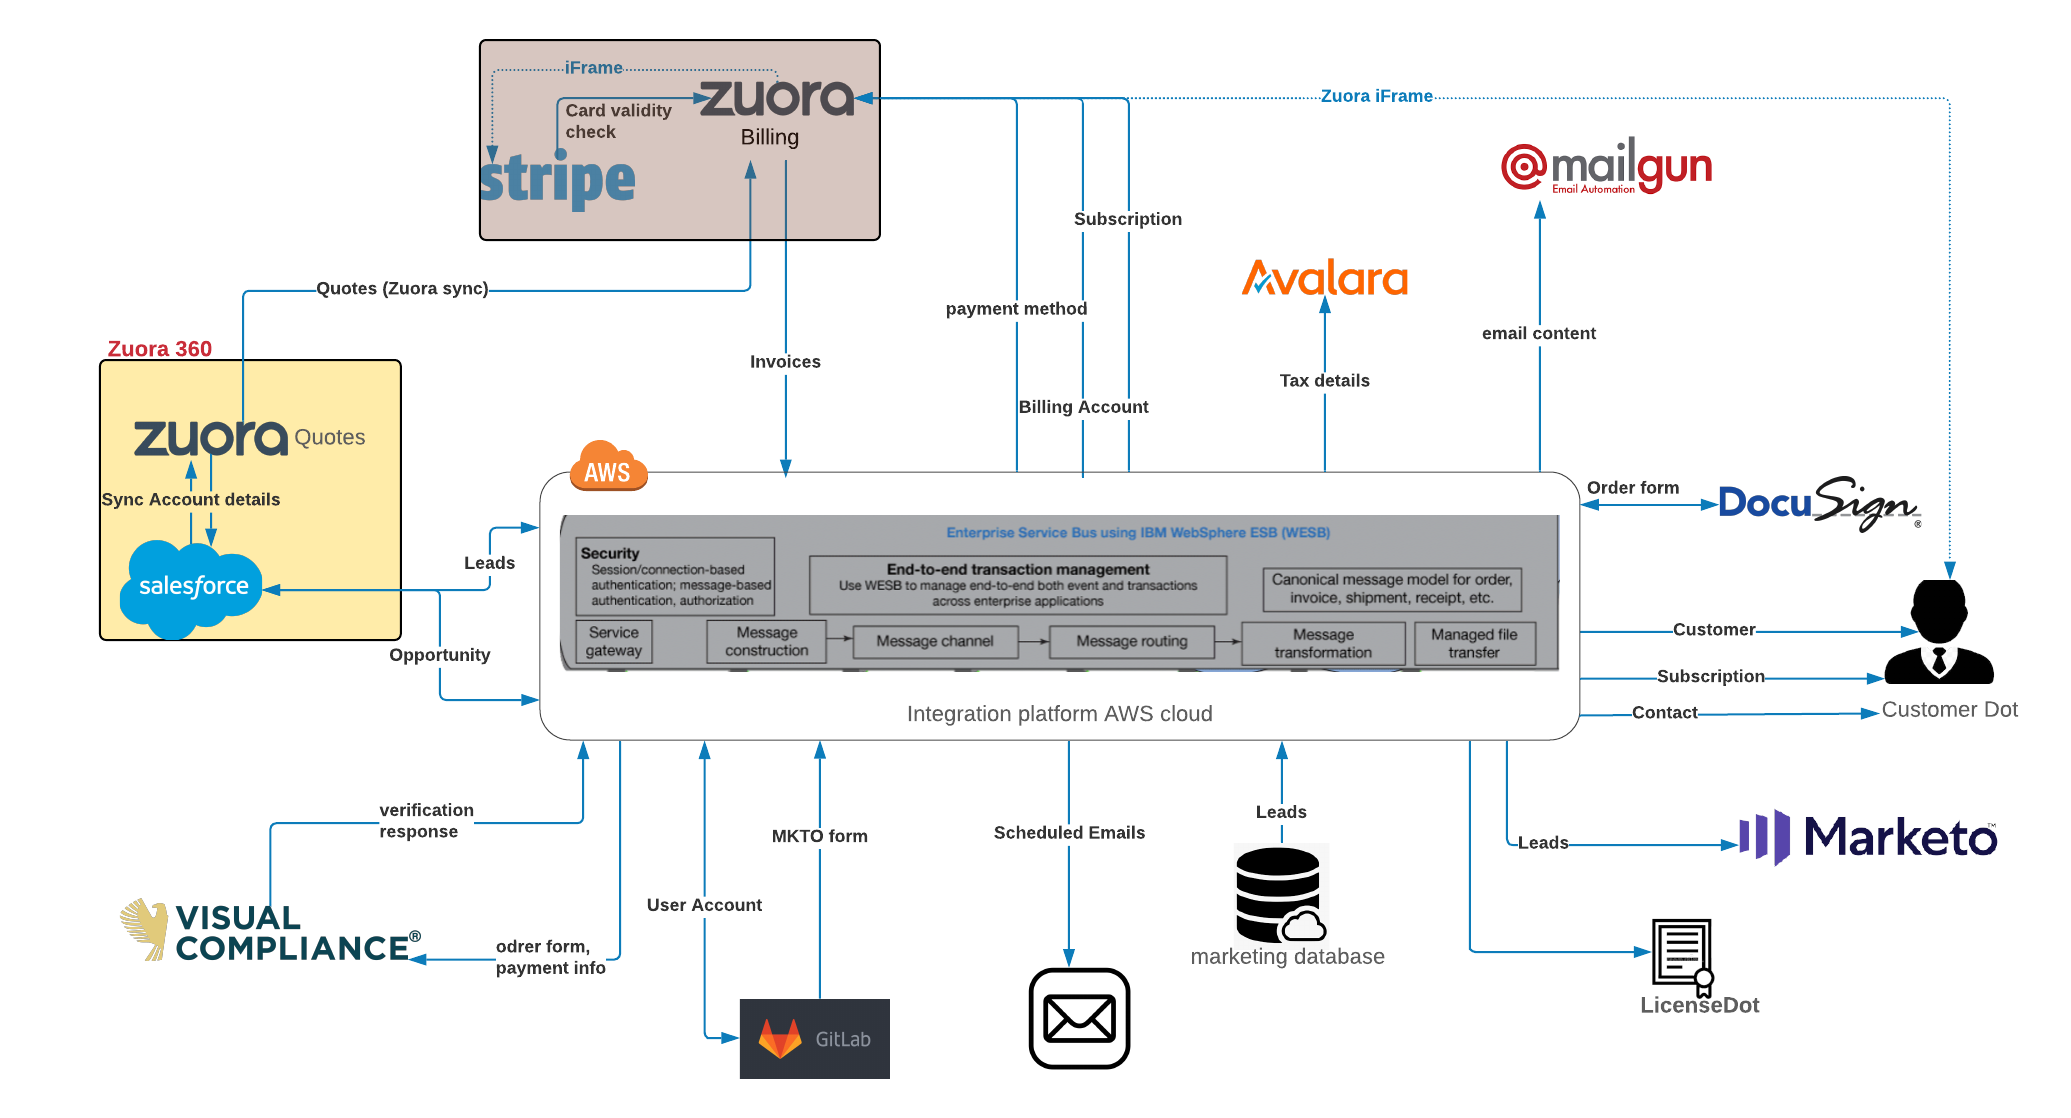 iFrame
zuora
Billing
Card validity
check
stripe
Zuora iFrame
@mailgun
Email Automation
Subscription
Avalara
Quotes (Zuora sync)
payment method
email content
Zuora 360
Invoices
Tax details
Billing Account
zuora Quotes
AWS
Sync Account details
Order form
DocuSign®
Enterprise Service Bus using IBM WebSphere ESB (WESB)
Security
Session/connection-based
authentication; message-based
authentication, authorization
End-to-end transaction management
Use WESB to manage end-to-end both event and transactions
across enterprise applications
Canonical message model for order,
invoice, shipment, receipt, etc.
Leads
salesforce
Service
gateway
Message
construction
Message channel
Message routing
Message
transformation
Managed file
transfer
Customer
Opportunity
Subscription
Integration platform AWS cloud
Contact
Customer Dot
verification
response
MKTO form
Scheduled Emails
Leads
Leads
Marketo™
User Account
VISUAL
COMPLIANCE®
odrer form,
payment info
marketing database
LicenseDot
GitLab